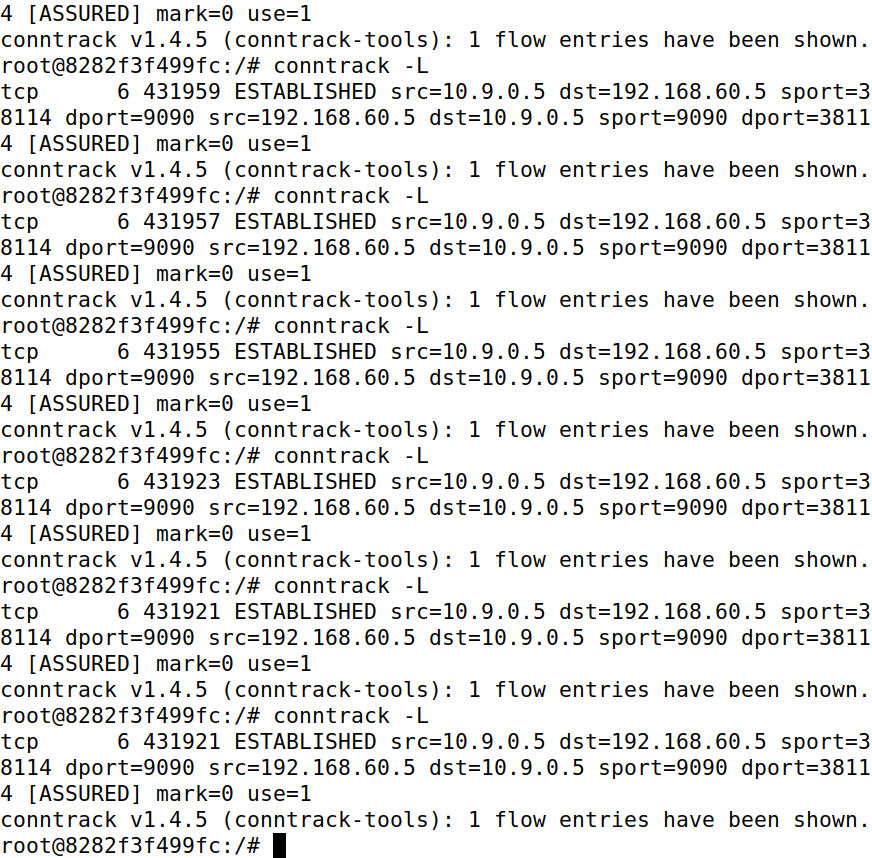 4 [ASSURED] mark=0 use=1
conntrack v1.4.5 (conntrack-tools): 1 flow entries have been shown.
root@8282f3f499fc:/# conntrack -L
tcp      6 431959 ESTABLISHED src=10.9.0.5 dst=192.168.60.5 sport=3
8114 dport=9090 src=192.168.60.5 dst=10.9.0.5 sport=9090 dport=3811
4 [ASSURED] mark=0 use=1
conntrack v1.4.5 (conntrack-tools): 1 flow entries have been shown.
root@8282f3f499fc:/# conntrack -L
tcp      6 431957 ESTABLISHED src=10.9.0.5 dst=192.168.60.5 sport=3
8114 dport=9090 src=192.168.60.5 dst=10.9.0.5 sport=9090 dport=3811
4 [ASSURED] mark=0 use=1
conntrack v1.4.5 (conntrack-tools): 1 flow entries have been shown.
root@8282f3f499fc:/# conntrack -L
tcp      6 431955 ESTABLISHED src=10.9.0.5 dst=192.168.60.5 sport=3
8114 dport=9090 src=192.168.60.5 dst=10.9.0.5 sport=9090 dport=3811
4 [ASSURED] mark=0 use=1
conntrack v1.4.5 (conntrack-tools): 1 flow entries have been shown.
root@8282f3f499fc:/# conntrack -L
tcp      6 431923 ESTABLISHED src=10.9.0.5 dst=192.168.60.5 sport=3
8114 dport=9090 src=192.168.60.5 dst=10.9.0.5 sport=9090 dport=3811
4 [ASSURED] mark=0 use=1
conntrack v1.4.5 (conntrack-tools): 1 flow entries have been shown.
root@8282f3f499fc:/# conntrack -L
tcp      6 431921 ESTABLISHED src=10.9.0.5 dst=192.168.60.5 sport=3
8114 dport=9090 src=192.168.60.5 dst=10.9.0.5 sport=9090 dport=3811
4 [ASSURED] mark=0 use=1
conntrack v1.4.5 (conntrack-tools): 1 flow entries have been shown.
root@8282f3f499fc:/# conntrack -L
tcp      6 431921 ESTABLISHED src=10.9.0.5 dst=192.168.60.5 sport=3
8114 dport=9090 src=192.168.60.5 dst=10.9.0.5 sport=9090 dport=3811
4 [ASSURED] mark=0 use=1
conntrack v1.4.5 (conntrack-tools): 1 flow entries have been shown.
root@8282f3f499fc:/#